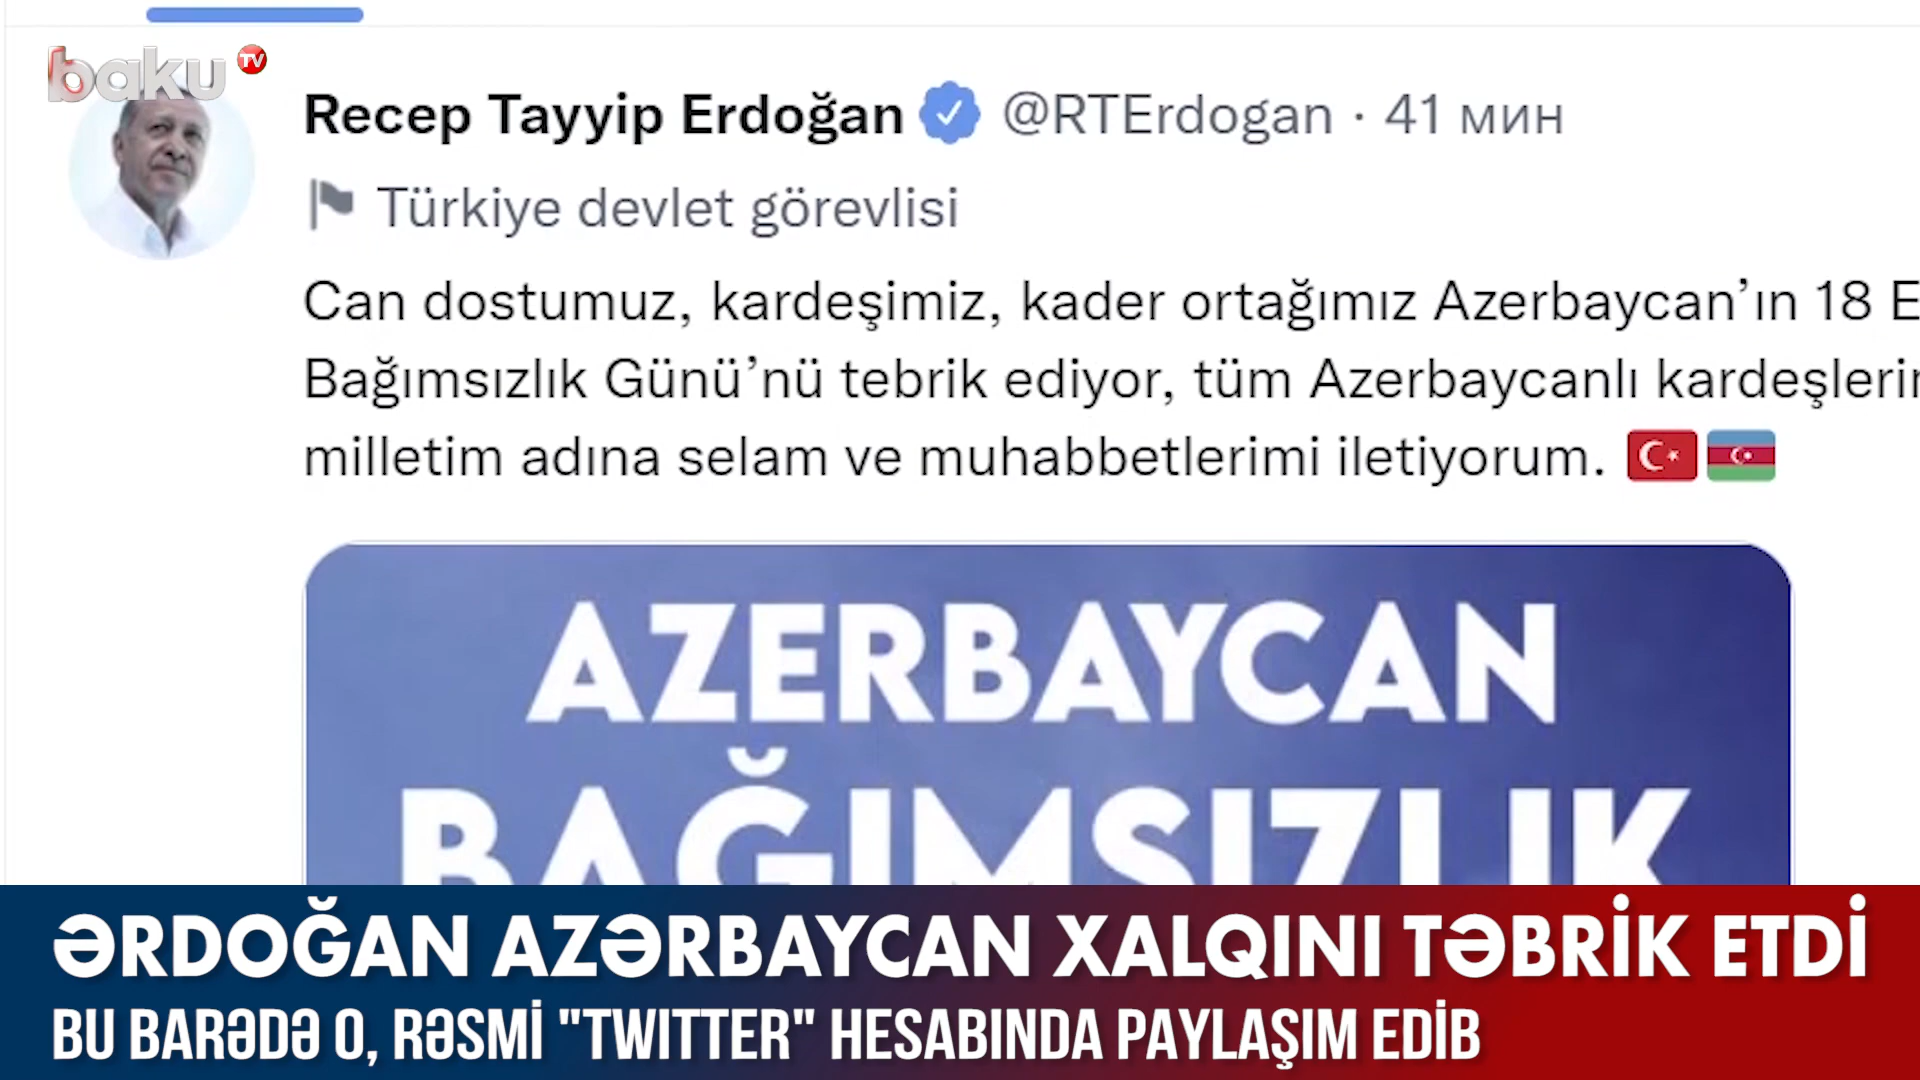 baku TV
Recep Tayyip Erdoğan @RTErdogan · 41 мин
Türkiye devlet görevlisi
Can dostumuz, kardeşimiz, kader ortağımız Azerbaycan’ın 18 E
Bağımsızlık Günü’nü tebrik ediyor, tüm Azerbaycanlı kardeşleri
milletim adına selam ve muhabbetlerimi iletiyorum.
AZERBAYCAN
BAĞIMSIZLIK
ƏRDOĞAN AZƏRBAYCAN XALQINI TƏBRİK ETDİ
BU BARƏDƏ O, RƏSMİ "TWITTER" HESABINDA PAYLAŞIM EDİB